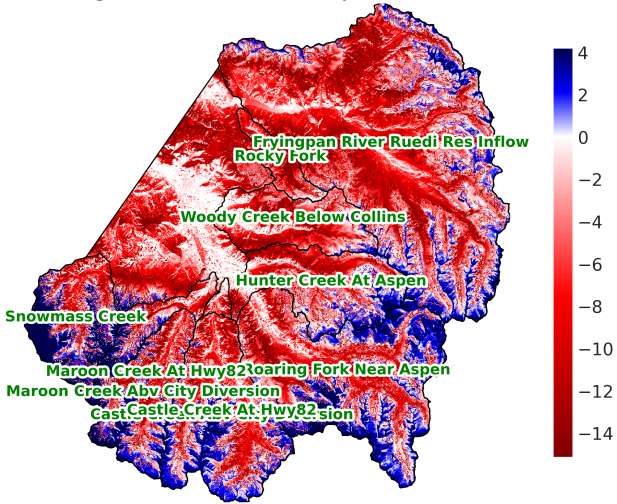 Fryingpan River Ruedi Res Inflow
Rocky Fork
Woody Creek Below Collins
Hunter Creek At Aspen
Snowmass Creek
Maroon Creek At Hwy82
Roaring Fork Near Aspen
Maroon Creek Abv City Diversion
Castle Creek At Hwy82
4
2
0
−2
−4
−6
−8
−10
−12
−14